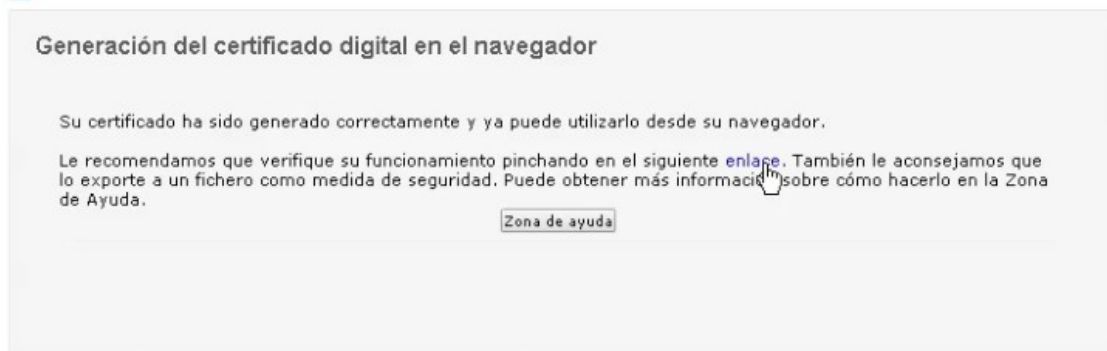 Generación del certificado digital en el navegador
Su certificado ha sido generado correctamente y ya puede utilizarlo desde su navegador.
Le recomendamos que verifique su funcionamiento pinchando en el siguiente enlace. También le aconsejamos que
lo exporte a un fichero como medida de seguridad. Puede obtener más información sobre cómo hacerlo en la Zona
de Ayuda.
Zona de ayuda